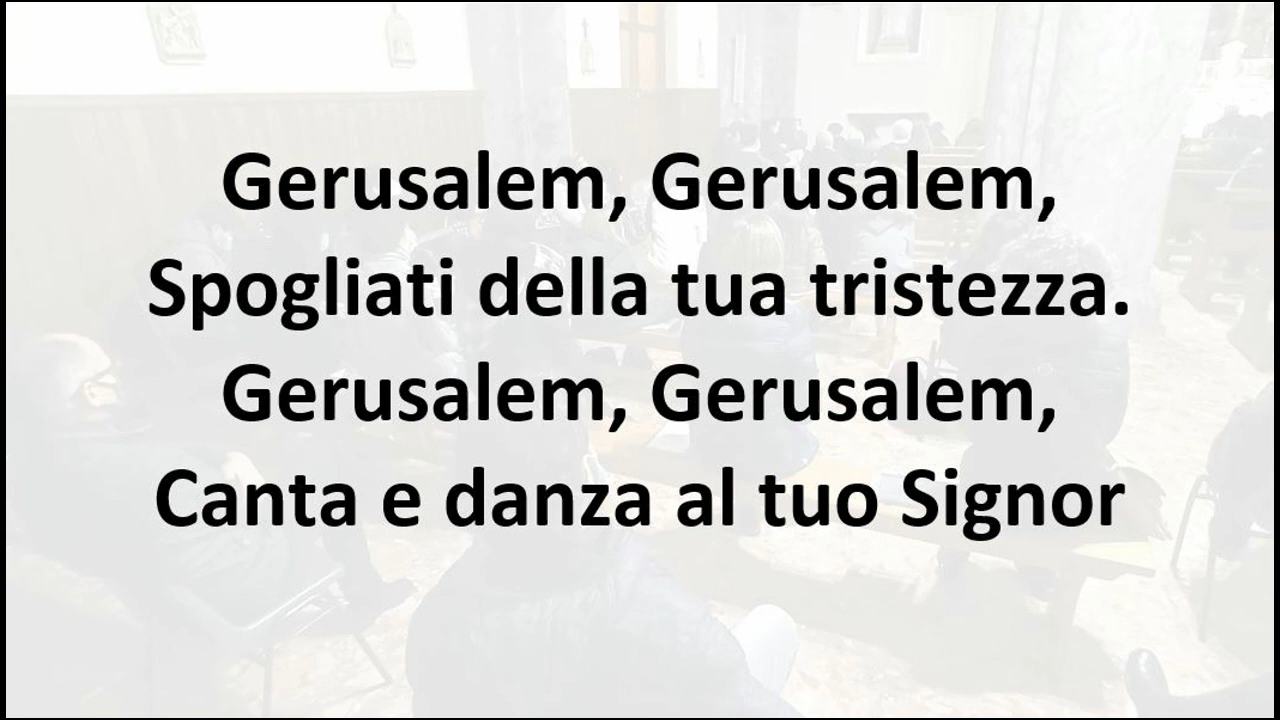 Gerusalem, Gerusalem,
Spogliati della tua tristezza.
Gerusalem, Gerusalem,
Canta e danza al tuo Signor